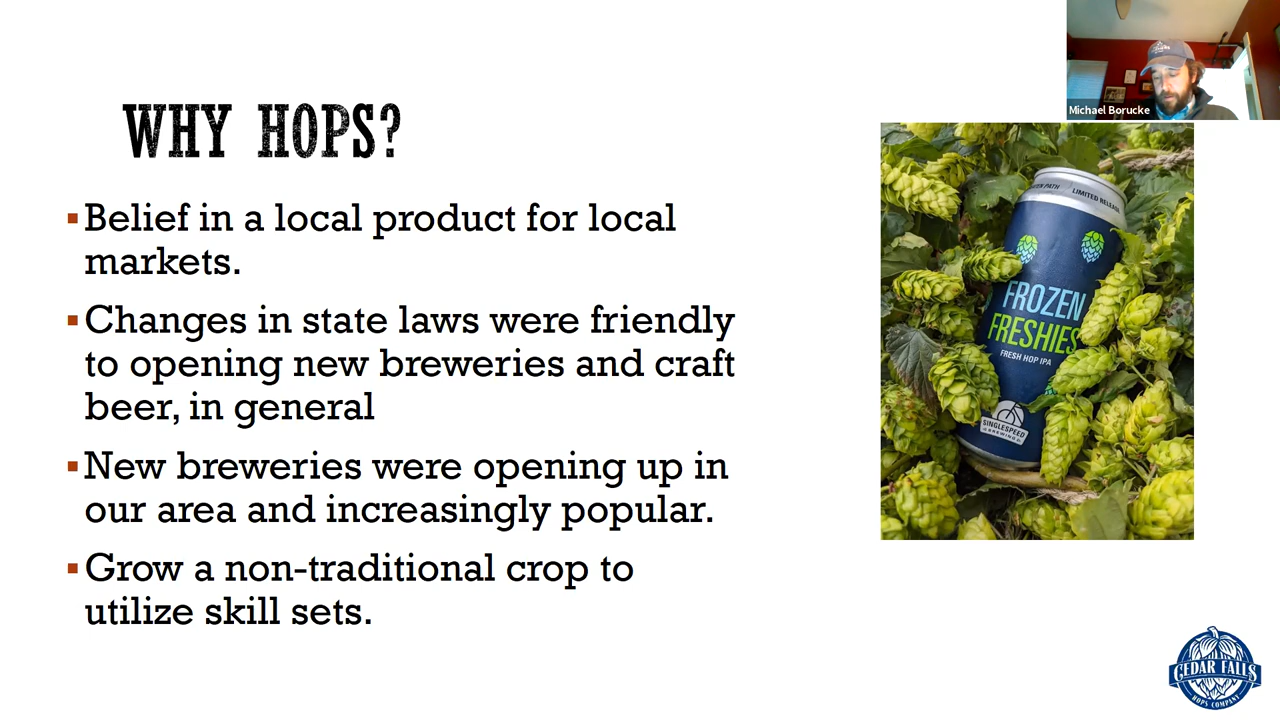 Michael Borucke
WHY HOPS?
Belief in a local product for local
markets.
Changes in state laws were friendly
to opening new breweries and craft
beer, in general
New breweries were opening up in
our area and increasingly popular.
Grow a non-traditional crop to
utilize skill sets.
PATH
LIMITED RELEASE
FROZEN
FRESHIES
FRESH HOP IPA
SINGLESPEED
BREWING
CEDAR FALLS
HOPS COMPANY